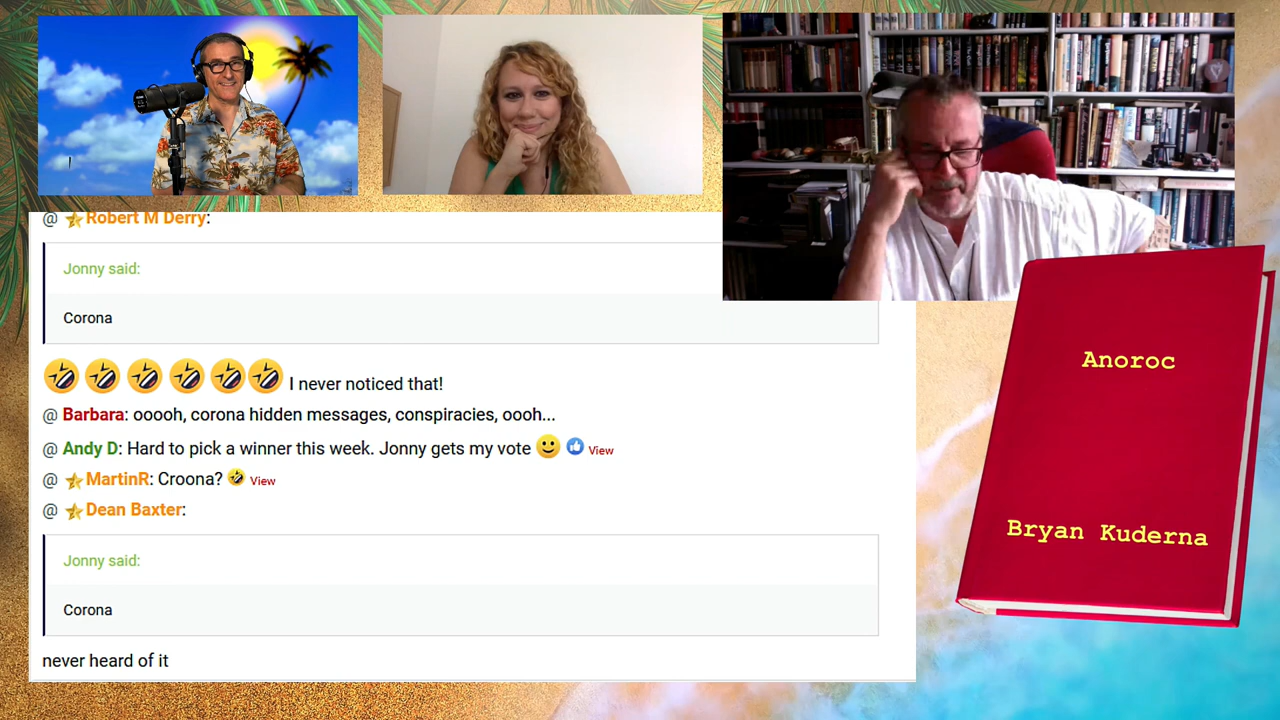 @ Robert M Derry:
Jonny said:
Corona
I never noticed that!
@ Barbara: ooooh, corona hidden messages, conspiracies, oooh...
@ Andy D: Hard to pick a winner this week. Jonny gets my vote View
@ MartinR: Croona? View
@ Dean Baxter:
Jonny said:
Corona
never heard of it
Anoroc
Bryan Kuderna